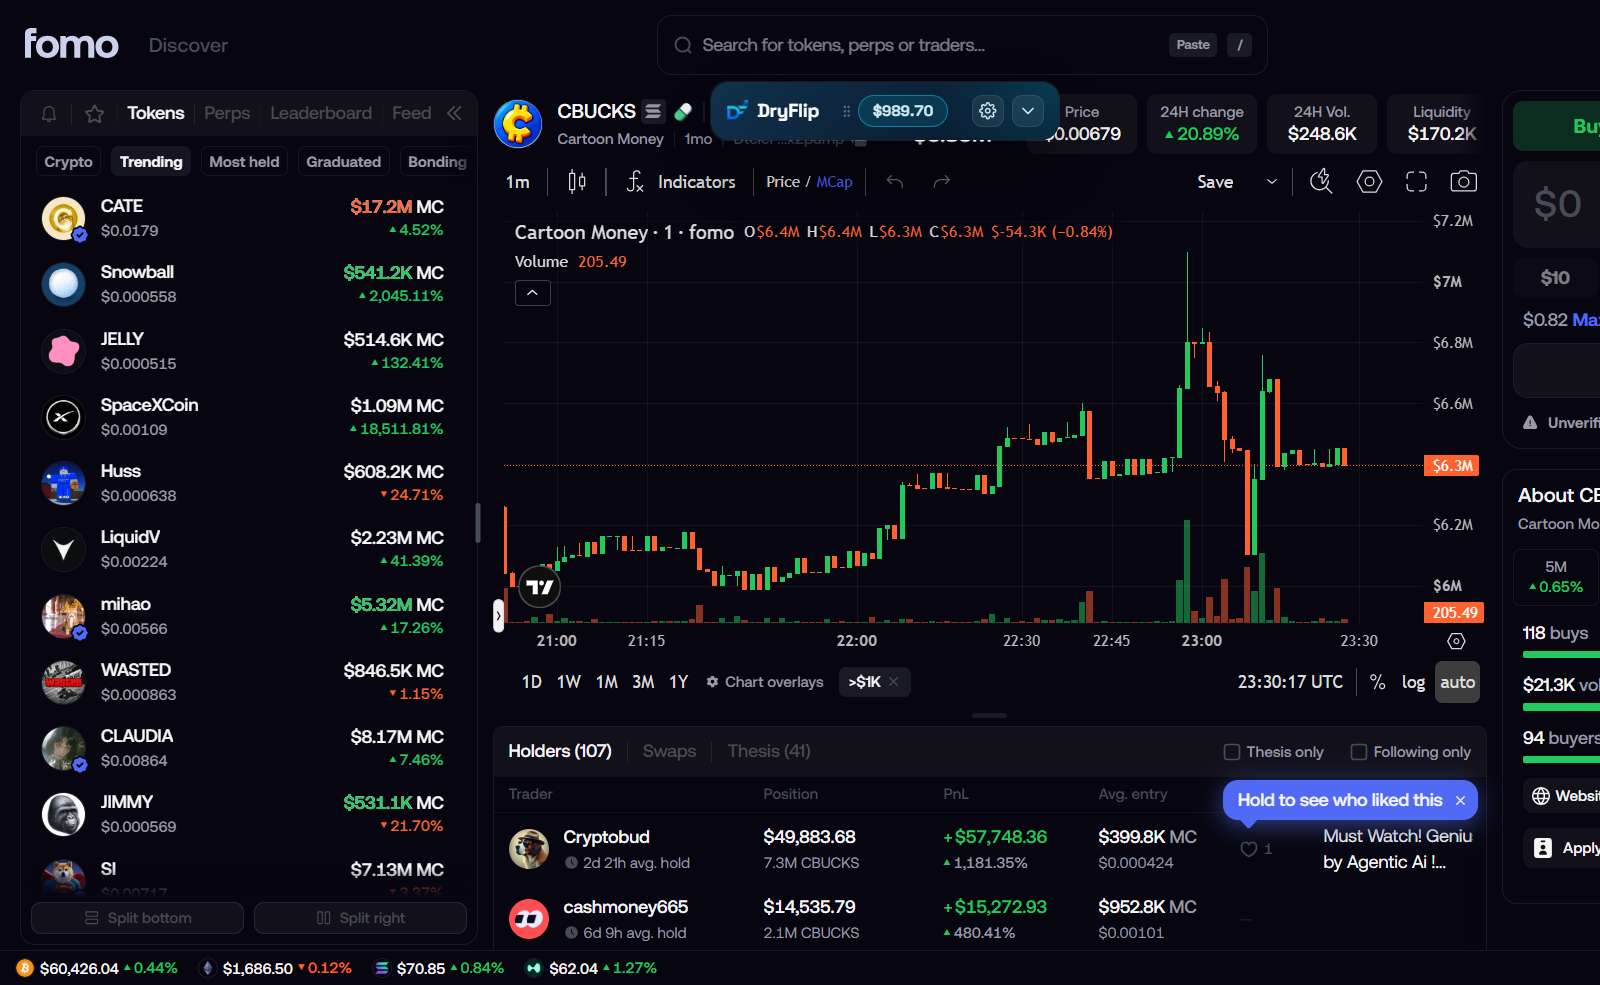 fomo
Discover
Search for tokens, perps or traders...
Paste
/
Tokens
Perps
Leaderboard
Feed
Crypto
Trending
Most held
Graduated
Bonding
CATE
$17.2M MC
$0.0179
4.52%
Snowball
$541.2K MC
$0.000558
2,045.11%
JELLY
$514.6K MC
$0.000515
132.41%
SpaceXCoin
$1.09M MC
$0.00109
18,511.81%
Huss
$608.2K MC
$0.000638
24.71%
LiquidV
$2.23M MC
$0.00224
41.39%
mihao
$5.32M MC
$0.00566
17.26%
WASTED
$846.5K MC
$0.000863
1.15%
CLAUDIA
$8.17M MC
$0.00864
7.46%
JIMMY
$531.1K MC
$0.000569
21.70%
SI
$7.13M MC
$0.00717
3.37%
Split bottom
Split right
CBUCKS
Cartoon Money
1mo
DryFlip
$989.70
Price
0.00679
24H change
20.89%
24H Vol.
$248.6K
Liquidity
$170.2K
1m
Indicators
Price / MCap
Save
Cartoon Money · 1 · fomo O$6.4M H$6.4M L$6.3M C$6.3M $-54.3K (−0.84%)
Volume 205.49
$7.2M
$7M
$6.8M
$6.6M
$6.3M
$6.2M
$6M
205.49
21:00
21:15
22:00
22:30
22:45
23:00
23:30
1D
1W
1M
3M
1Y
Chart overlays
>$1K
23:30:17 UTC
%
log
auto
Holders (107)
Swaps
Thesis (41)
Thesis only
Following only
Trader
Position
PnL
Avg. entry
Hold to see who liked this
Cryptobud
2d 21h avg. hold
$49,883.68
7.3M CBUCKS
+$57,748.36
1,181.35%
$399.8K MC
$0.000424
1
Must Watch! Geniu
by Agentic Ai !...
cashmoney665
6d 9h avg. hold
$14,535.79
2.1M CBUCKS
+$15,272.93
480.41%
$952.8K MC
$0.00101
Buy
$0
$10
$0.82 Max
Unverifi
About CB
Cartoon Mo
5M
0.65%
118 buys
$21.3K vol
94 buyers
Websit
Apply
$60,426.04
0.44%
$1,686.50
0.12%
$70.85
0.84%
$62.04
1.27%